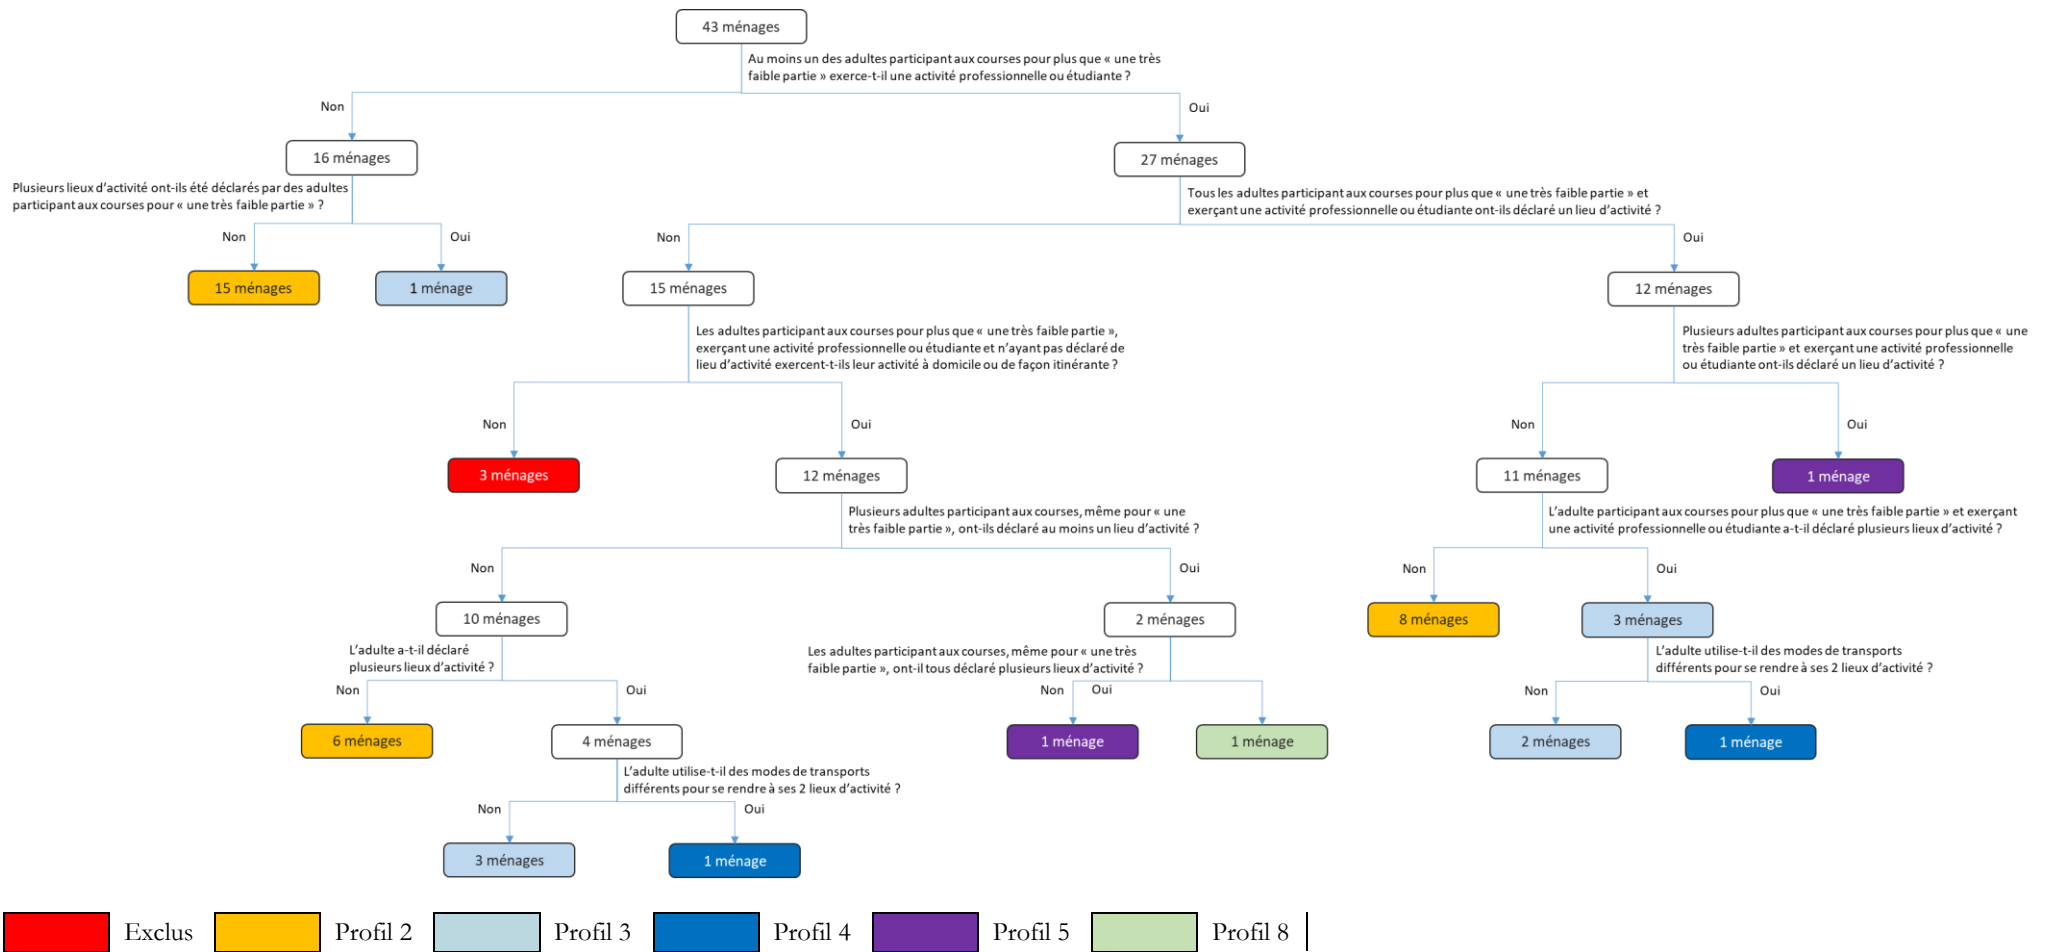 43 ménages
Au moins un des adultes participant aux courses pour plus que « une très
faible partie » exerce-t-il une activité professionnelle ou étudiante ?
Non
Oui
16 ménages
27 ménages
Plusieurs lieux d’activité ont-ils été déclarés par des adultes
participant aux courses pour « une très faible partie » ?
Tous les adultes participant aux courses pour plus que « une très faible partie » et
exerçant une activité professionnelle ou étudiante ont-ils déclaré un lieu d’activité ?
Non
Oui
Non
Oui
15 ménages
1 ménage
15 ménages
12 ménages
Les adultes participant aux courses pour plus que « une très faible partie »,
exerçant une activité professionnelle ou étudiante et n’ayant pas déclaré de
lieu d’activité exercent-t-ils leur activité à domicile ou de façon itinérante ?
Plusieurs adultes participant aux courses pour plus que « une
très faible partie » et exerçant une activité professionnelle
ou étudiante ont-ils déclaré un lieu d’activité ?
Non
Oui
Non
Oui
3 ménages
12 ménages
11 ménages
1 ménage
Plusieurs adultes participant aux courses, même pour « une
très faible partie », ont-ils déclaré au moins un lieu d’activité ?
L’adulte participant aux courses pour plus que « une très faible partie » et exerçant
une activité professionnelle ou étudiante a-t-il déclaré plusieurs lieux d’activité ?
Non
Oui
Non
Oui
10 ménages
2 ménages
8 ménages
3 ménages
L’adulte a-t-il déclaré
plusieurs lieux d’activité ?
Les adultes participant aux courses, même pour « une très
faible partie », ont-il tous déclaré plusieurs lieux d’activité ?
L’adulte utilise-t-il des modes de transports
différents pour se rendre à ses 2 lieux d’activité ?
Non
Oui
Non
Oui
Non
Oui
6 ménages
4 ménages
1 ménage
1 ménage
2 ménages
1 ménage
L’adulte utilise-t-il des modes de transports
différents pour se rendre à ses 2 lieux d’activité ?
Non
Oui
3 ménages
1 ménage
Exclus
Profil 2
Profil 3
Profil 4
Profil 5
Profil 8